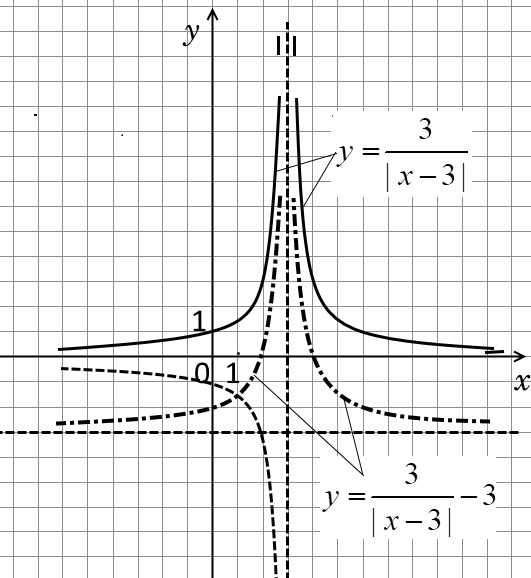 y
y = 3 / |x − 3|
1
0 1
x
y = 3 / |x − 3| − 3